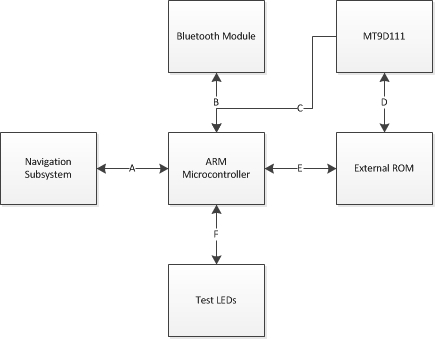 Bluetooth Module
MT9D111
B
C
D
Navigation
Subsystem
A
ARM
Microcontroller
E
External ROM
F
Test LEDs